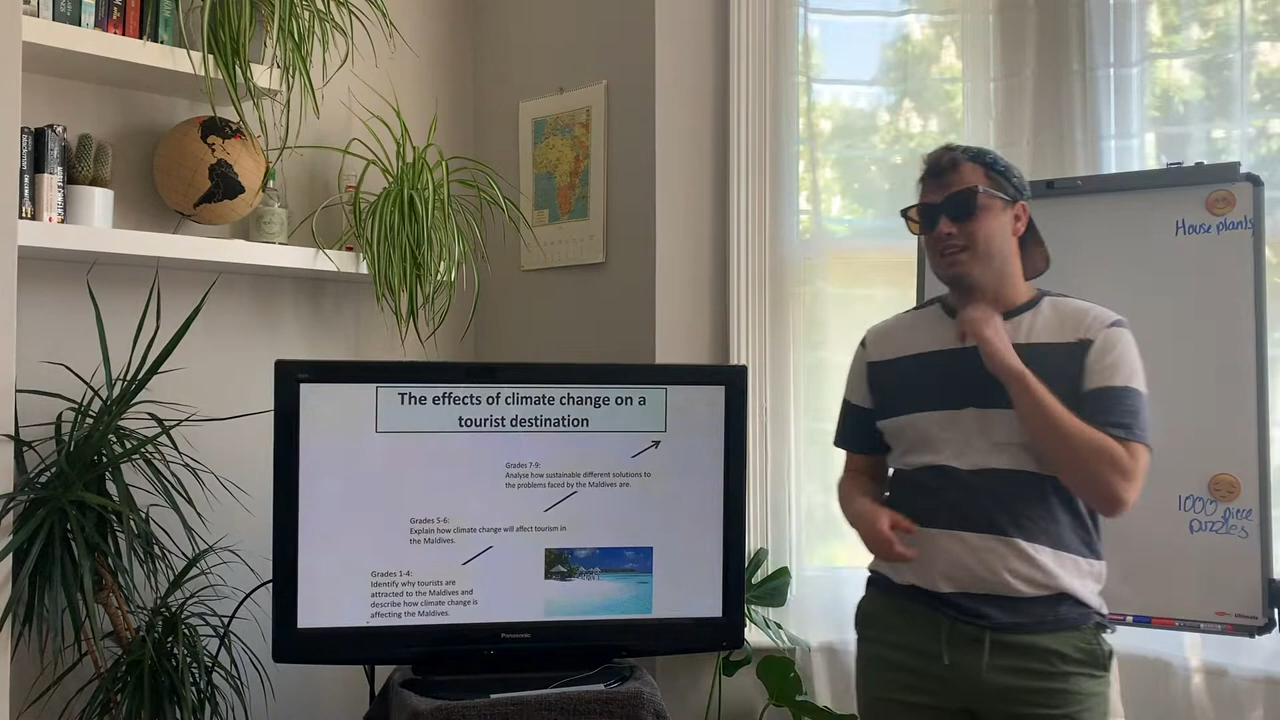 House plants
The effects of climate change on a
tourist destination
Grades 7-9:
Analyse how sustainable different solutions to
the problems faced by the Maldives are.
Grades 5-6:
Explain how climate change will affect tourism in
the Maldives.
Grades 1-4:
Identify why tourists are
attracted to the Maldives and
describe how climate change is
affecting the Maldives.
1000 piece
puzzles
Panasonic
Ultimate